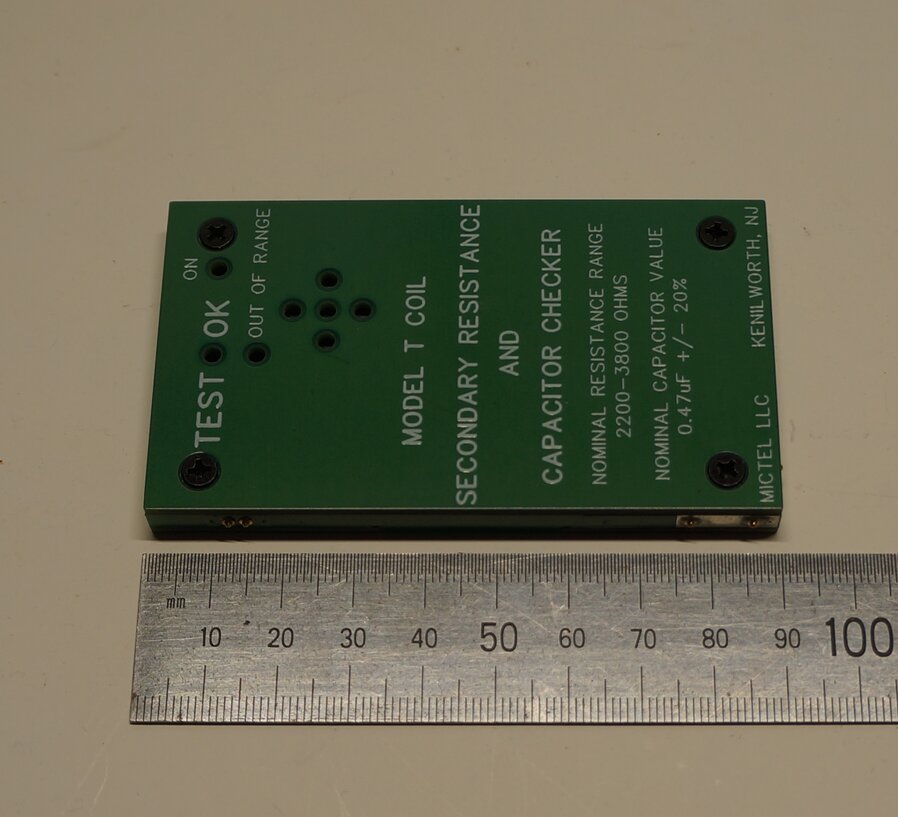 ON
TEST OK
OUT OF RANGE
MODEL T COIL
SECONDARY RESISTANCE
AND
CAPACITOR CHECKER
NOMINAL RESISTANCE RANGE
2200-3800 OHMS
NOMINAL CAPACITOR VALUE
0.47uF +/- 20%
MICTEL LLC KENILWORTH, NJ
mm
10 20 30 40 50 60 70 80 90 100